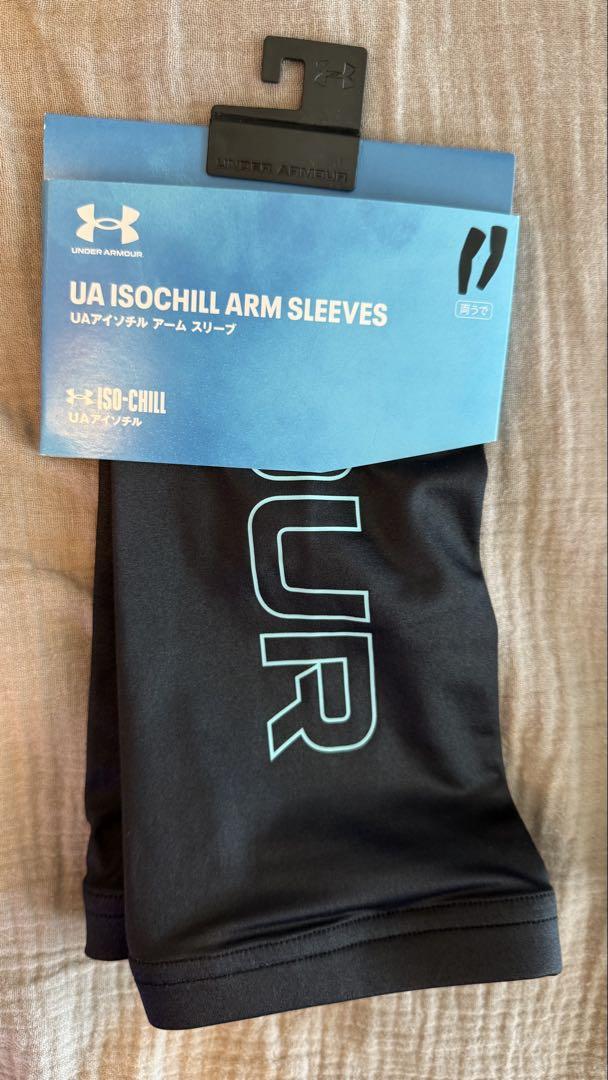 UNDER ARMOUR
UNDER ARMOUR
UA ISOCHILL ARM SLEEVES
UAアイソチル アーム スリーブ
両うで
ISO-CHILL
UAアイソチル
OUR